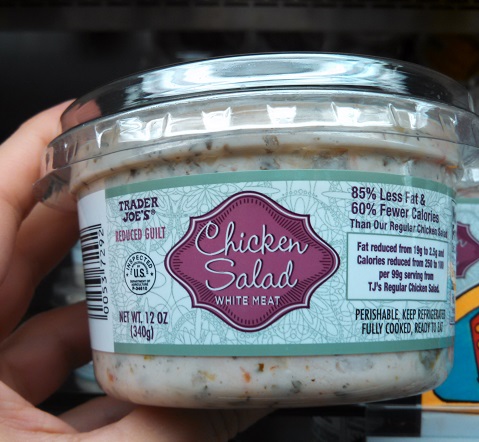 TRADER
JOE'S®
REDUCED GUILT
INSPECTED
U.S.
DEPARTMENT OF
AGRICULTURE
NET WT. 12 OZ
(340g)
Chicken
Salad
WHITE MEAT
85% Less Fat &
60% Fewer Calories
Than Our Regular Chicken Salad
Fat reduced from 19g to 2.5g and
Calories reduced from 250 to 100
per 99g serving from
TJ's Regular Chicken Salad.
PERISHABLE, KEEP REFRIGERATED
FULLY COOKED, READY TO EAT